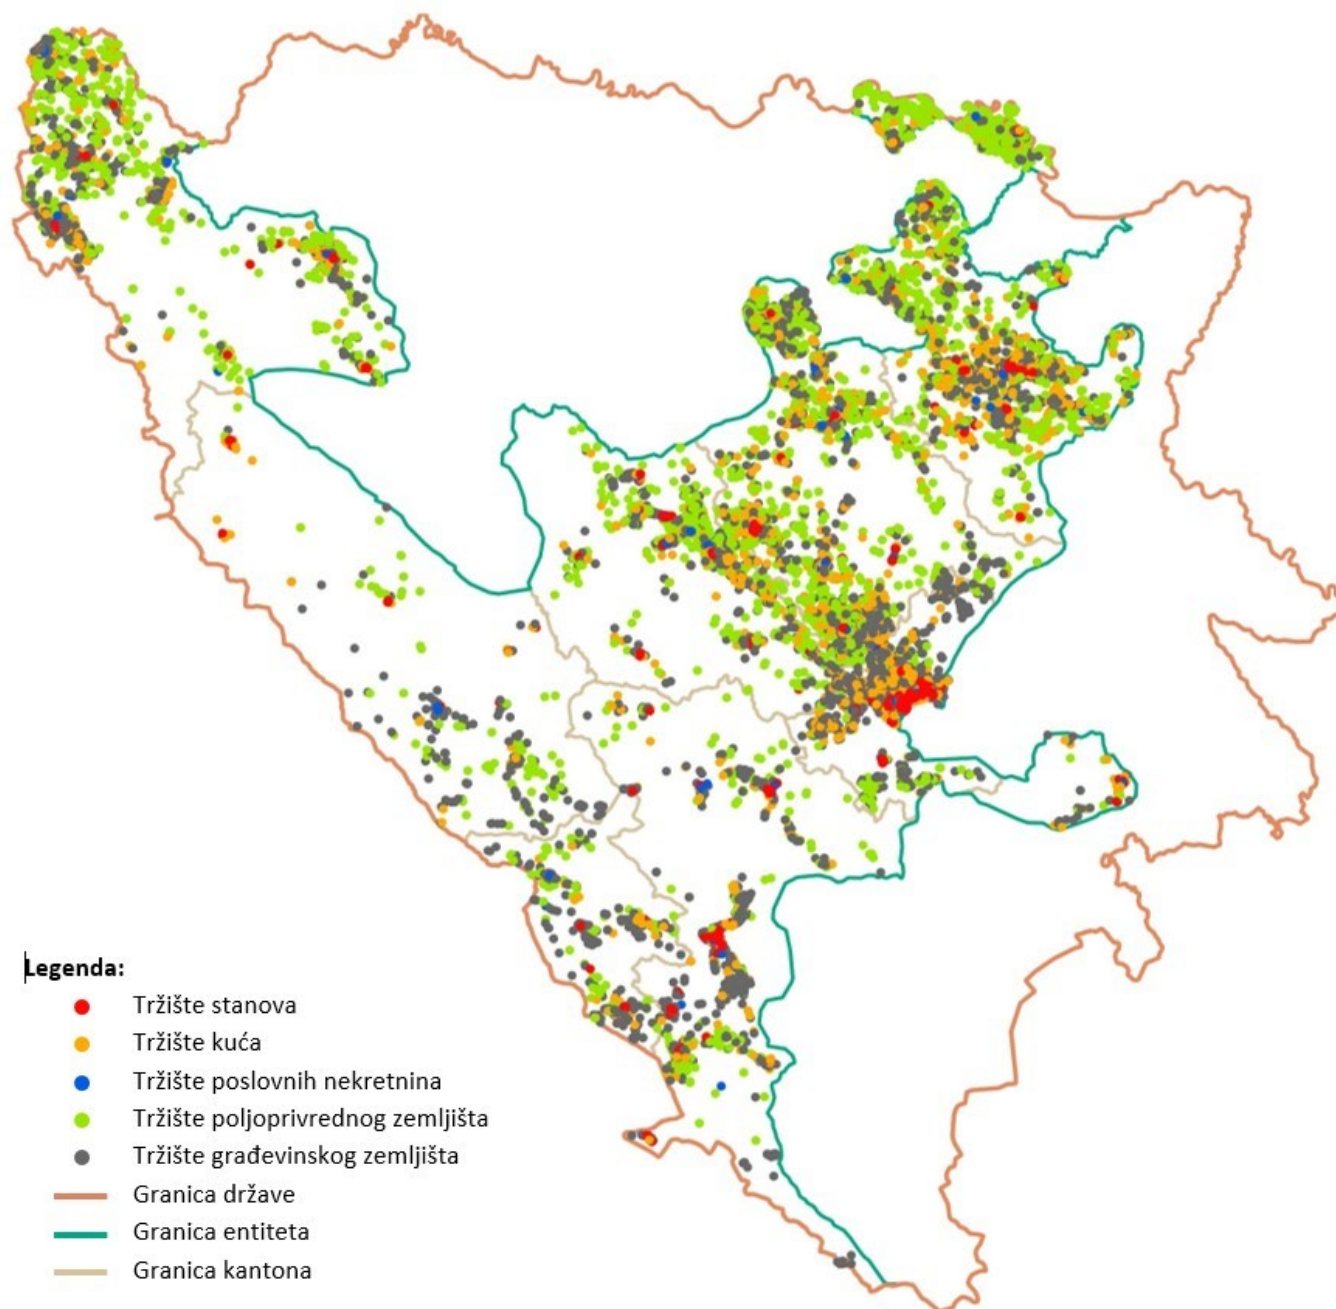 Legenda:
Tržište stanova
Tržište kuća
Tržište poslovnih nekretnina
Tržište poljoprivrednog zemljišta
Tržište građevinskog zemljišta
Granica države
Granica entiteta
Granica kantona